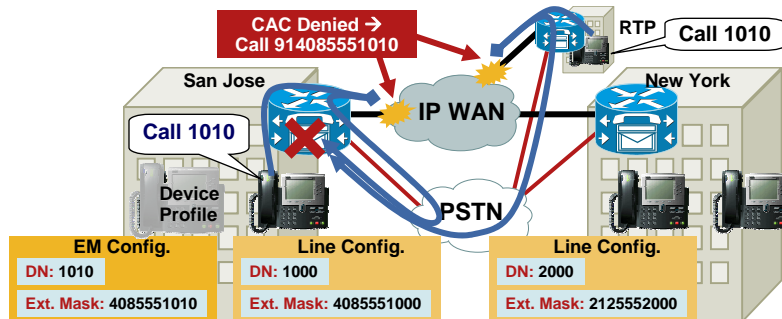 CAC Denied →
Call 914085551010
RTP
Call 1010
San Jose
New York
IP WAN
Call 1010
Device
Profile
PSTN
EM Config.
DN: 1010
Ext. Mask: 4085551010
Line Config.
DN: 1000
Ext. Mask: 4085551000
Line Config.
DN: 2000
Ext. Mask: 2125552000